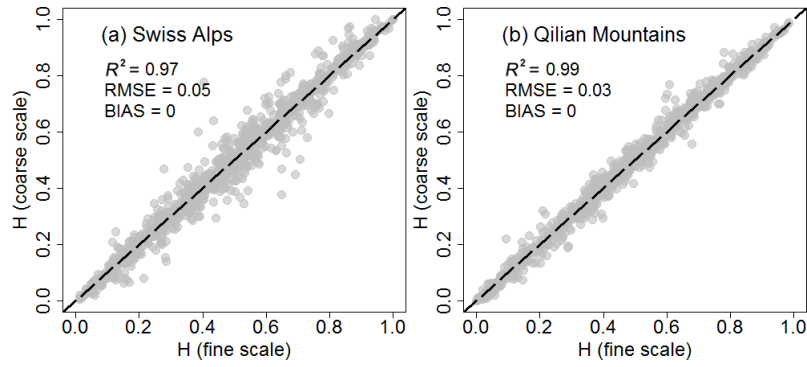 (a) Swiss Alps
R² = 0.97
RMSE = 0.05
BIAS = 0
H (coarse scale)
0.0 0.2 0.4 0.6 0.8 1.0
0.0 0.2 0.4 0.6 0.8 1.0
H (fine scale)
(b) Qilian Mountains
R² = 0.99
RMSE = 0.03
BIAS = 0
H (coarse scale)
0.0 0.2 0.4 0.6 0.8 1.0
0.0 0.2 0.4 0.6 0.8 1.0
H (fine scale)